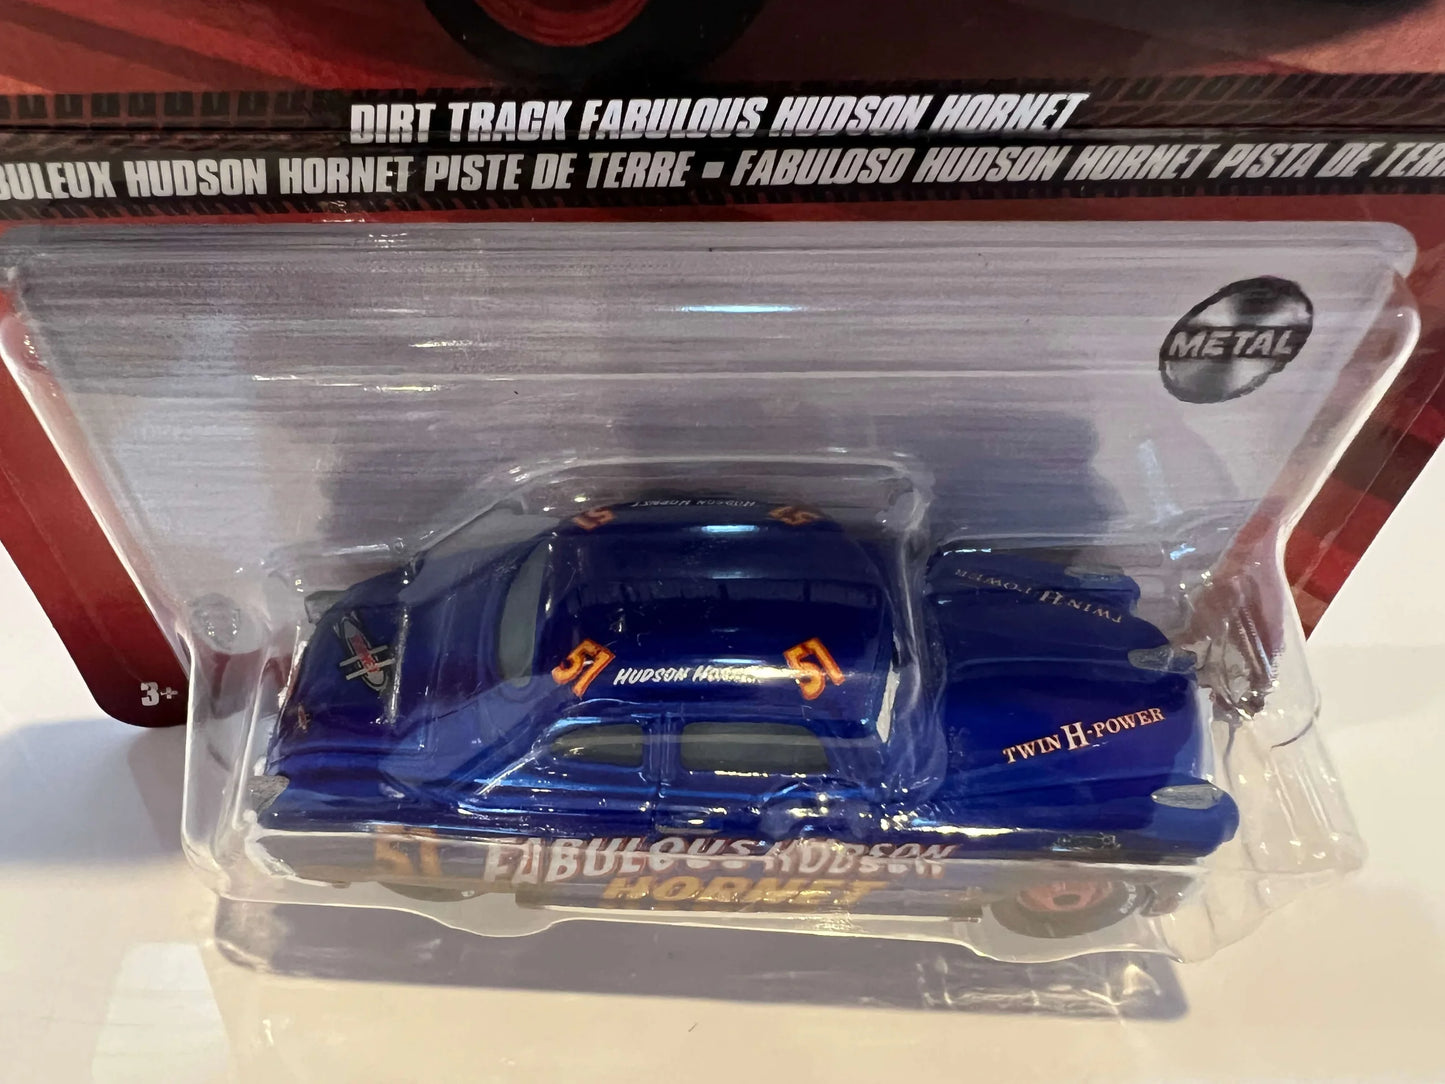 DIRT TRACK FABULOUS HUDSON HORNET
BULEUX HUDSON HORNET PISTE DE TERRE ▪ FABULOSO HUDSON HORNET PISTA DE TERR
METAL
HUDSON HORNET
51
51
TWIN H-POWER
51
HUDSON HORNET
51
H
TWIN H-POWER
3+
51
FABULOUS HUDSON
HORNET